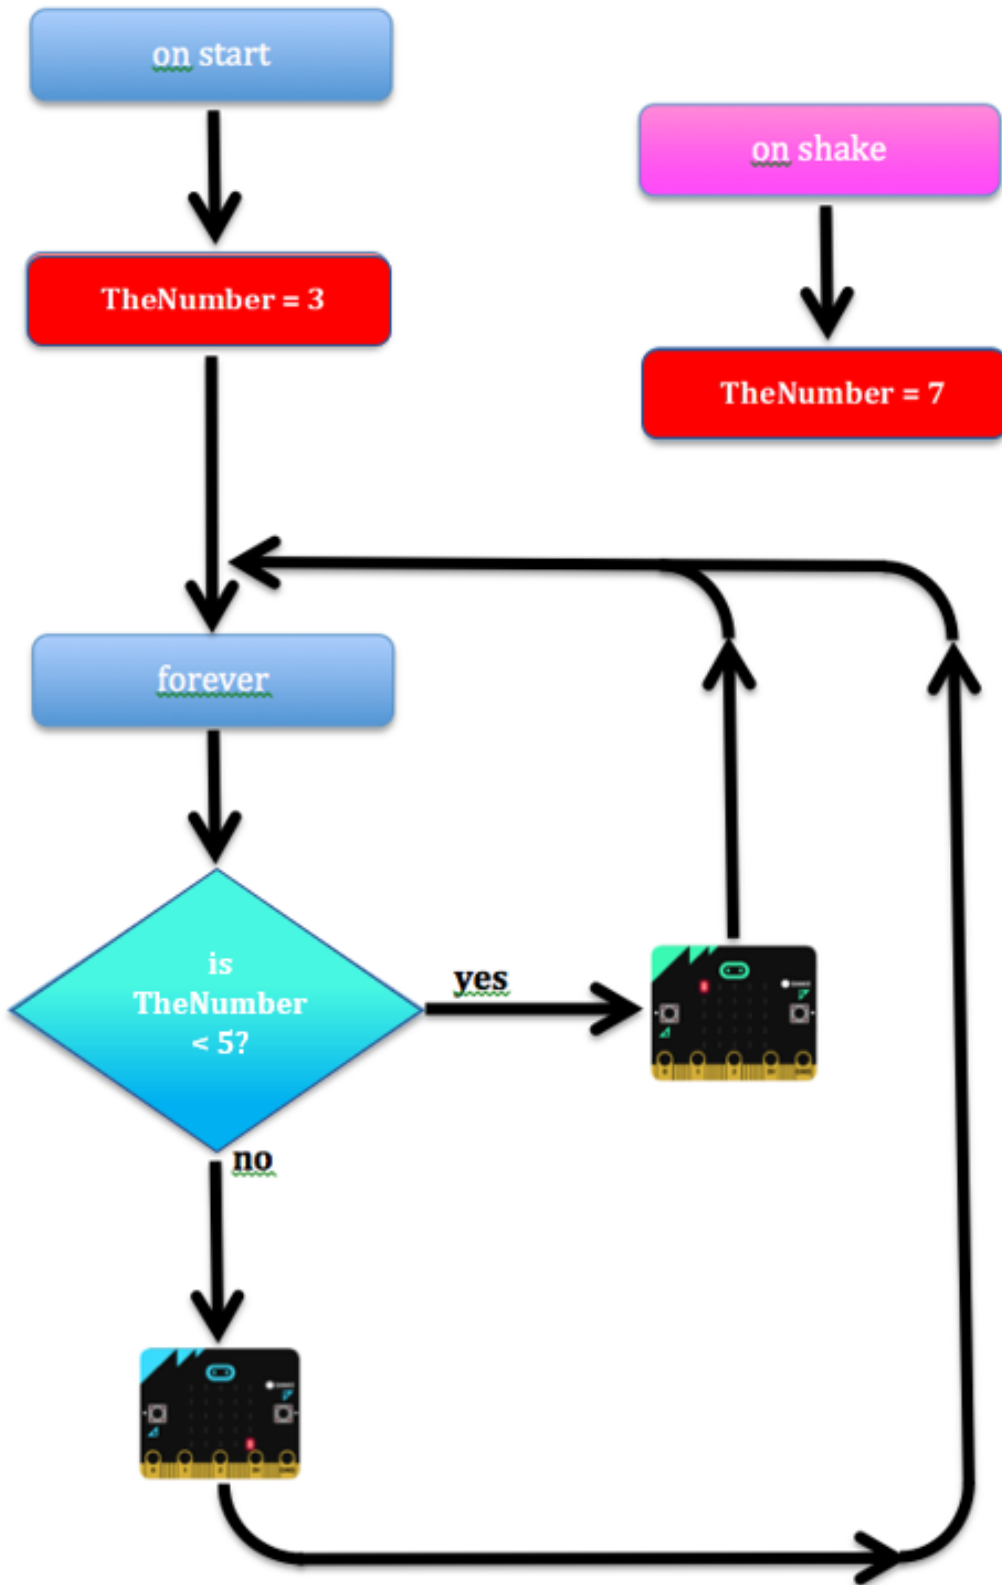 on start
on shake
TheNumber = 3
TheNumber = 7
forever
is
TheNumber
< 5?
yes
no